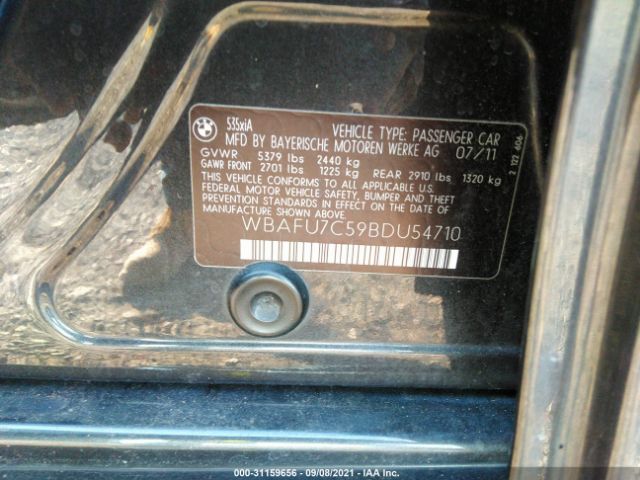 535xiA
VEHICLE TYPE: PASSENGER CAR
MFD BY BAYERISCHE MOTOREN WERKE AG 07/11
GVWR 5379 lbs 2440 kg
GAWR FRONT 2701 lbs 1225 kg REAR 2910 lbs 1320 kg
THIS VEHICLE CONFORMS TO ALL APPLICABLE U.S.
FEDERAL MOTOR VEHICLE SAFETY, BUMPER, AND THEFT
PREVENTION STANDARDS IN EFFECT ON THE DATE OF
MANUFACTURE SHOWN ABOVE.
WBAFU7C59BDU54710
2 122 606
000-31159656 - 09/08/2021 - IAA Inc.